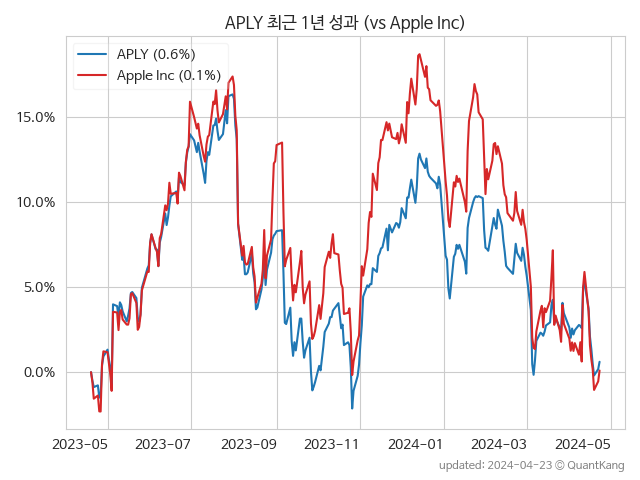 APLY 최근 1년 성과 (vs Apple Inc)
APLY (0.6%)
Apple Inc (0.1%)
15.0%
10.0%
5.0%
0.0%
2023-05 2023-07 2023-09 2023-11 2024-01 2024-03 2024-05
updated: 2024-04-23 © QuantKang